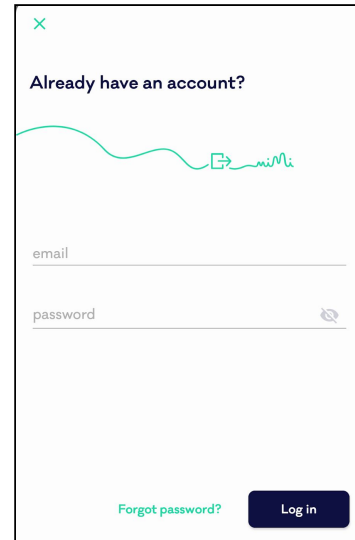 Already have an account?
miMi
email
password
Forgot password?
Log in